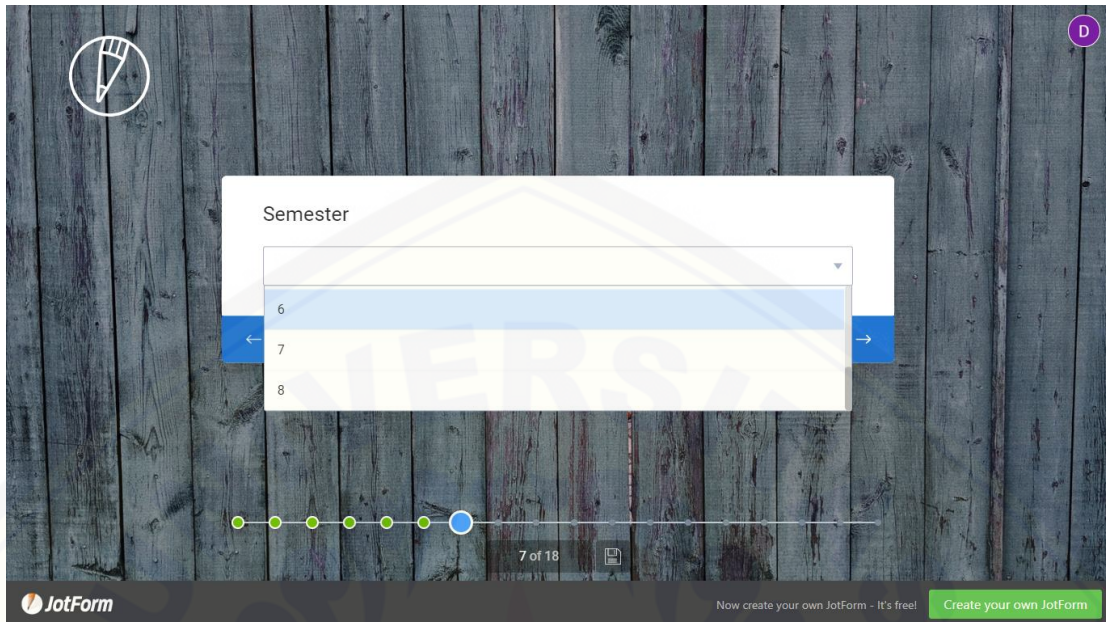 D
Semester
6
←
→
7
8
7 of 18
JotForm
Now create your own JotForm - It's free!
Create your own JotForm